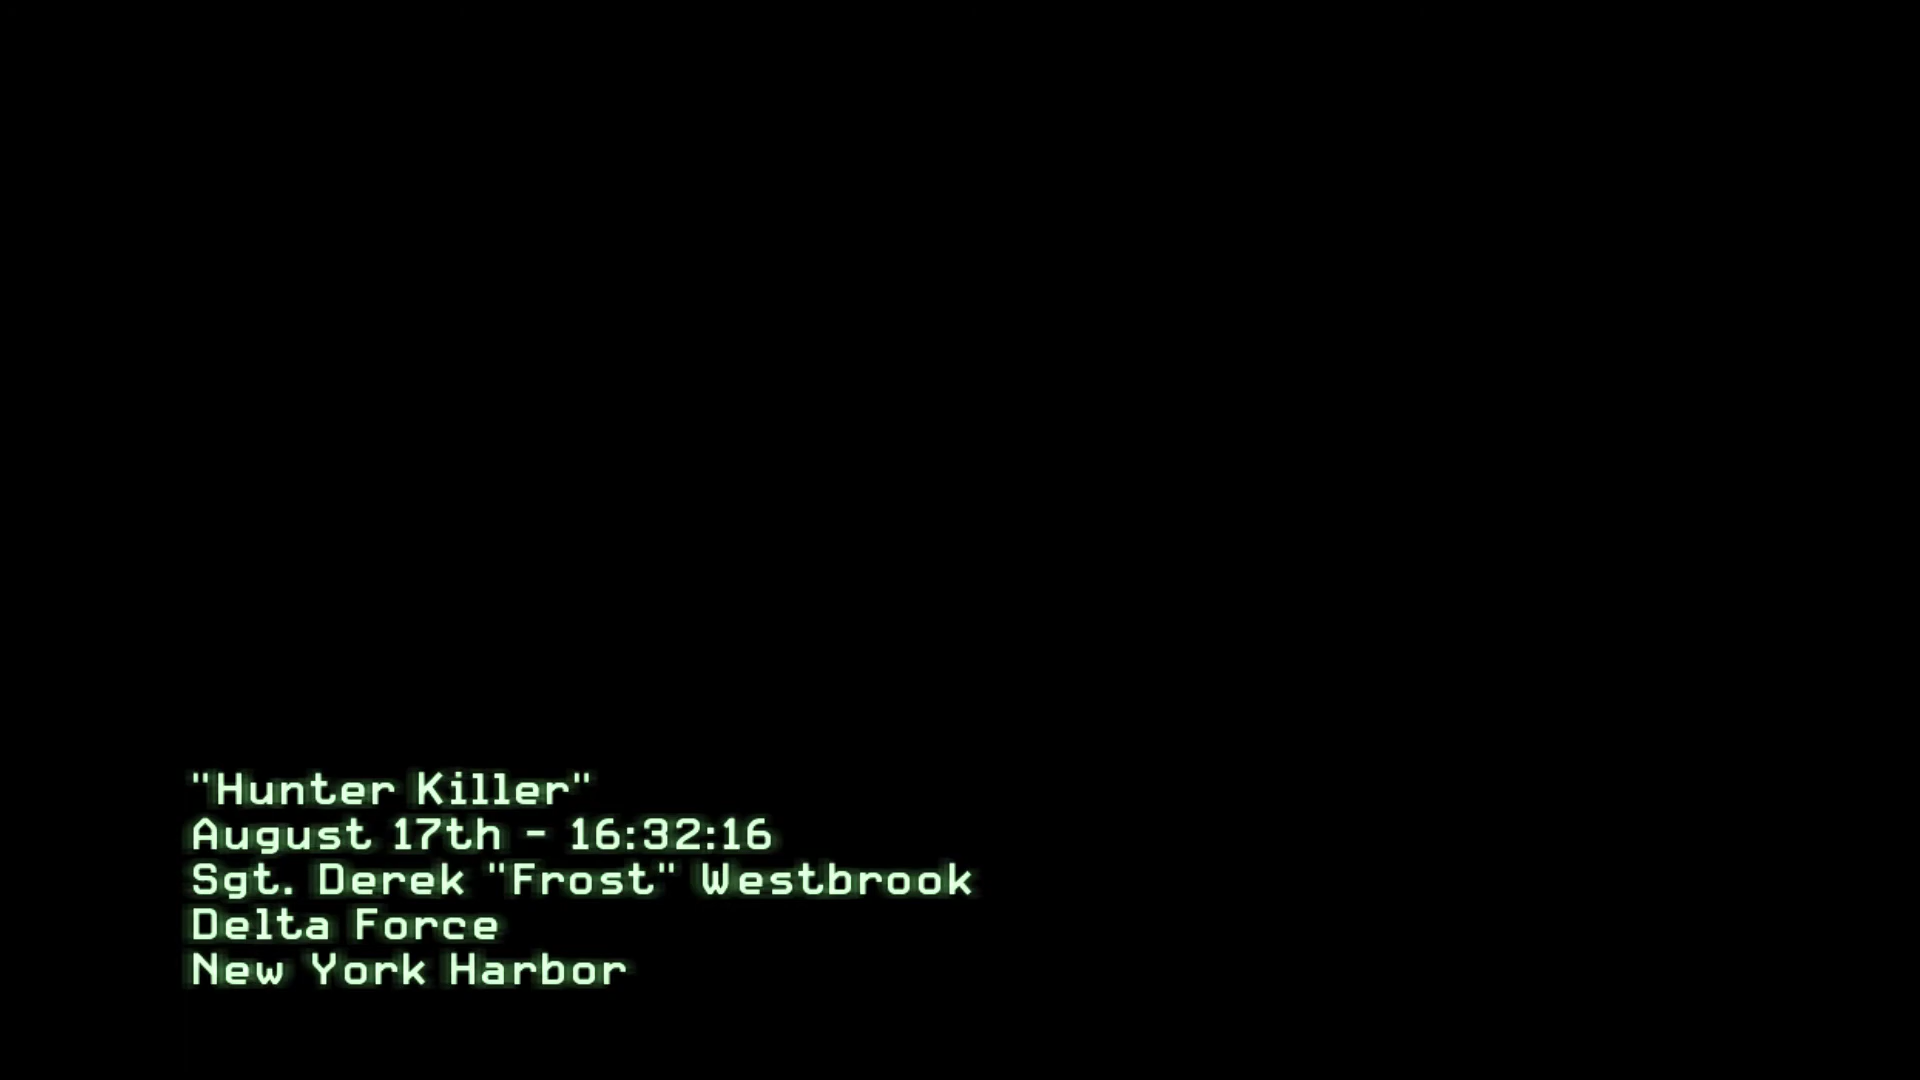 "Hunter Killer"
August 17th - 16:32:16
Sgt. Derek "Frost" Westbrook
Delta Force
New York Harbor